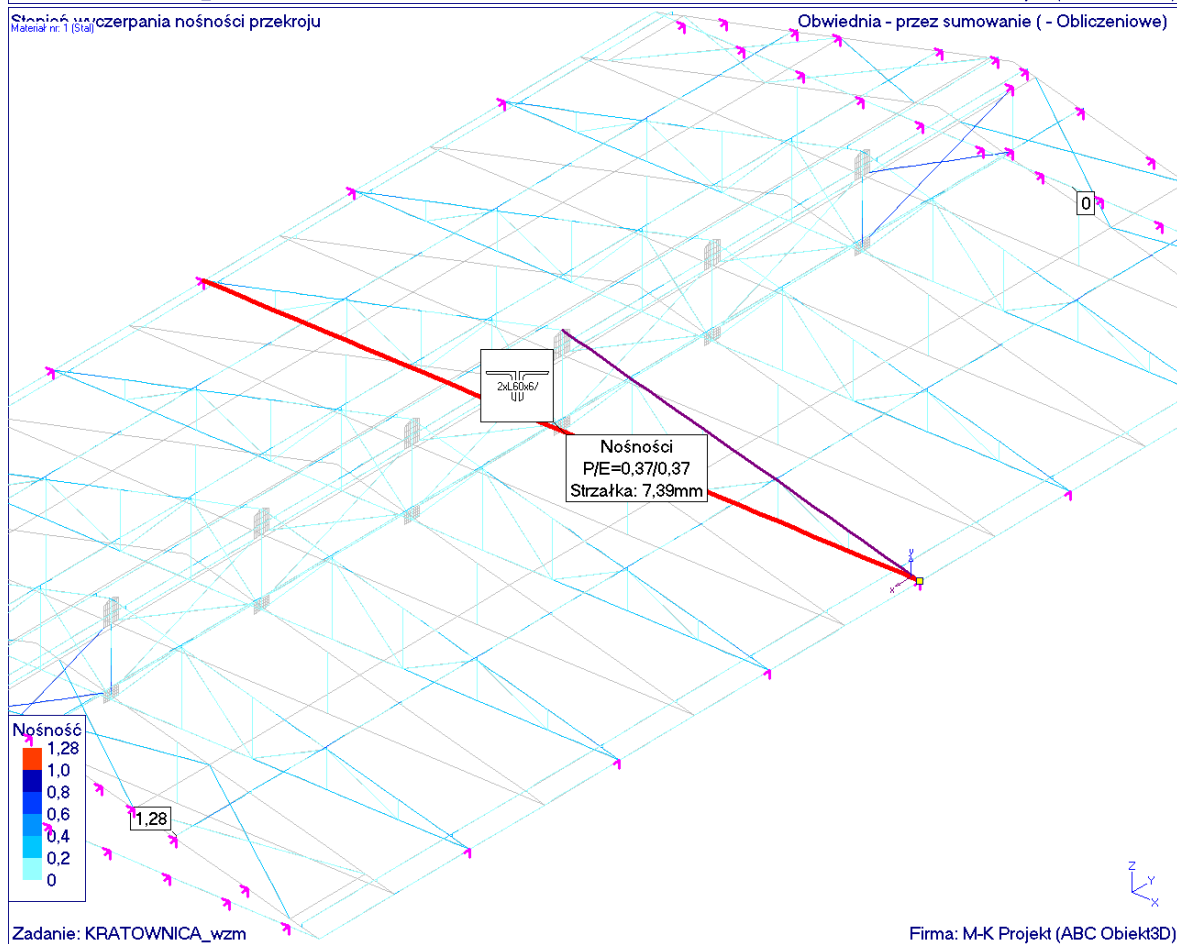 Stopień wyczerpania nośności przekroju
Obwiednia - przez sumowanie ( - Obliczeniowe)
Materiał nr: 1 (Stal)
0
2xL60x6/
Nośności
P/E=0,37/0,37
Strzałka: 7,39mm
y
x
Nośność
1,28
1,0
0,8
0,6
0,4
0,2
0
1,28
Z
Y
X
Zadanie: KRATOWNICA_wzm
Firma: M-K Projekt (ABC Obiekt3D)